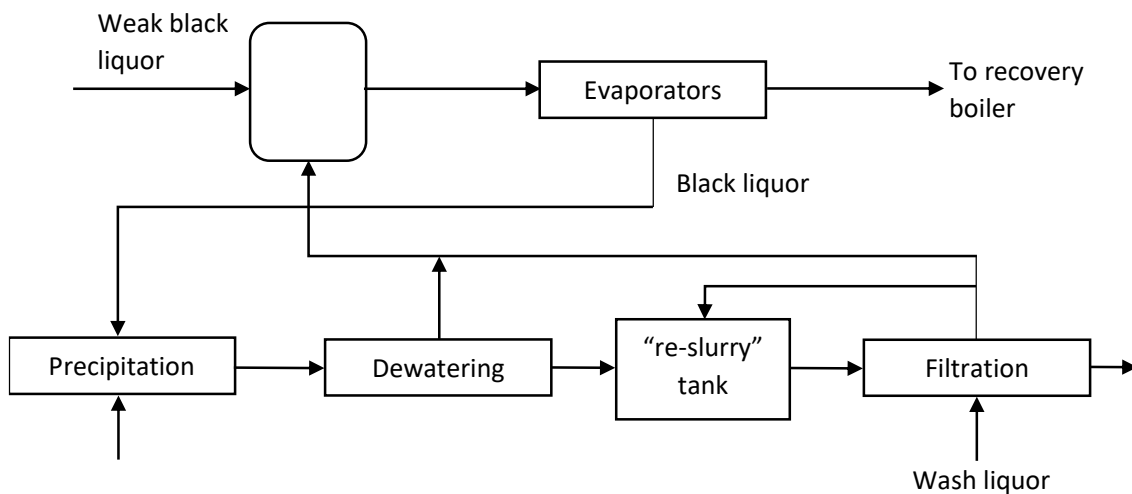 Weak black
liquor
Evaporators
To recovery
boiler
Black liquor
Precipitation
Dewatering
“re-slurry”
tank
Filtration
Wash liquor